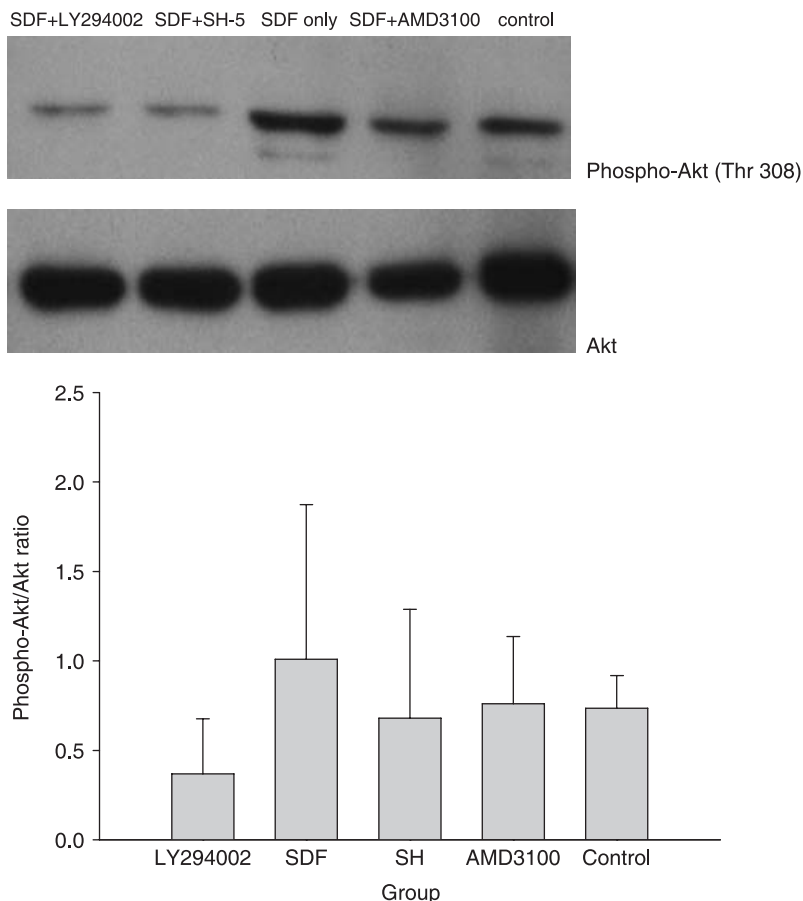 SDF+LY294002 SDF+SH-5 SDF only SDF+AMD3100 control
Phospho-Akt (Thr 308)
Akt
2.5
2.0
1.5
1.0
0.5
0.0
Phospho-Akt/Akt ratio
LY294002 SDF SH AMD3100 Control
Group